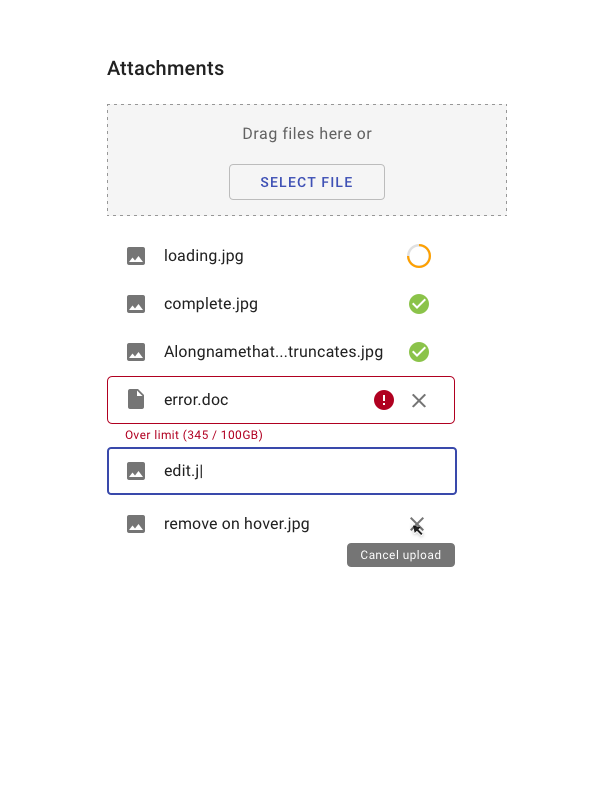 Attachments
Drag files here or
SELECT FILE
loading.jpg
complete.jpg
Alongnamethat...truncates.jpg
error.doc
Over limit (345 / 100GB)
edit.j
remove on hover.jpg
Cancel upload